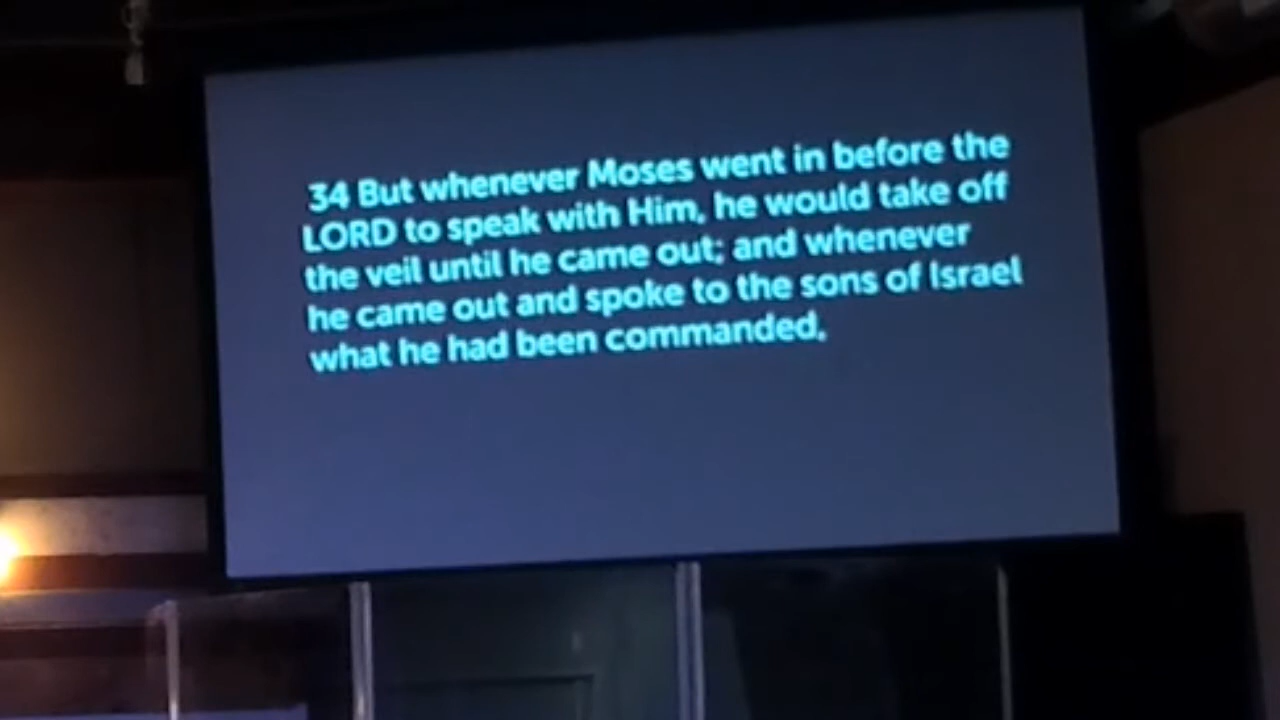 34 But whenever Moses went in before the
LORD to speak with Him, he would take off
the veil until he came out; and whenever
he came out and spoke to the sons of Israel
what he had been commanded,